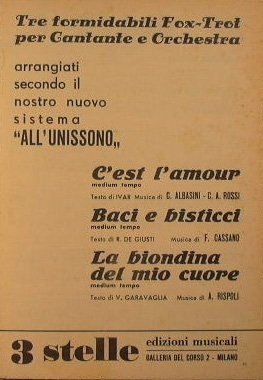 Tre formidabili Fox-Trot
per Cantante e Orchestra
arrangiati
secondo il
nostro nuovo
sistema
"ALL'UNISSONO„
C'est l'amour
medium tempo
Testo di IVAR Musica di C. ALBASINI - C. A. ROSSI
Baci e bisticci
medium tempo
Testo di R. DE GIUSTI Musica di F. CASSANO
La biondina
del mio cuore
medium tempo
Testo di V. GARAVAGLIA Musica di A. RISPOLI
3 stelle edizioni musicali
GALLERIA DEL CORSO 2 - MILANO